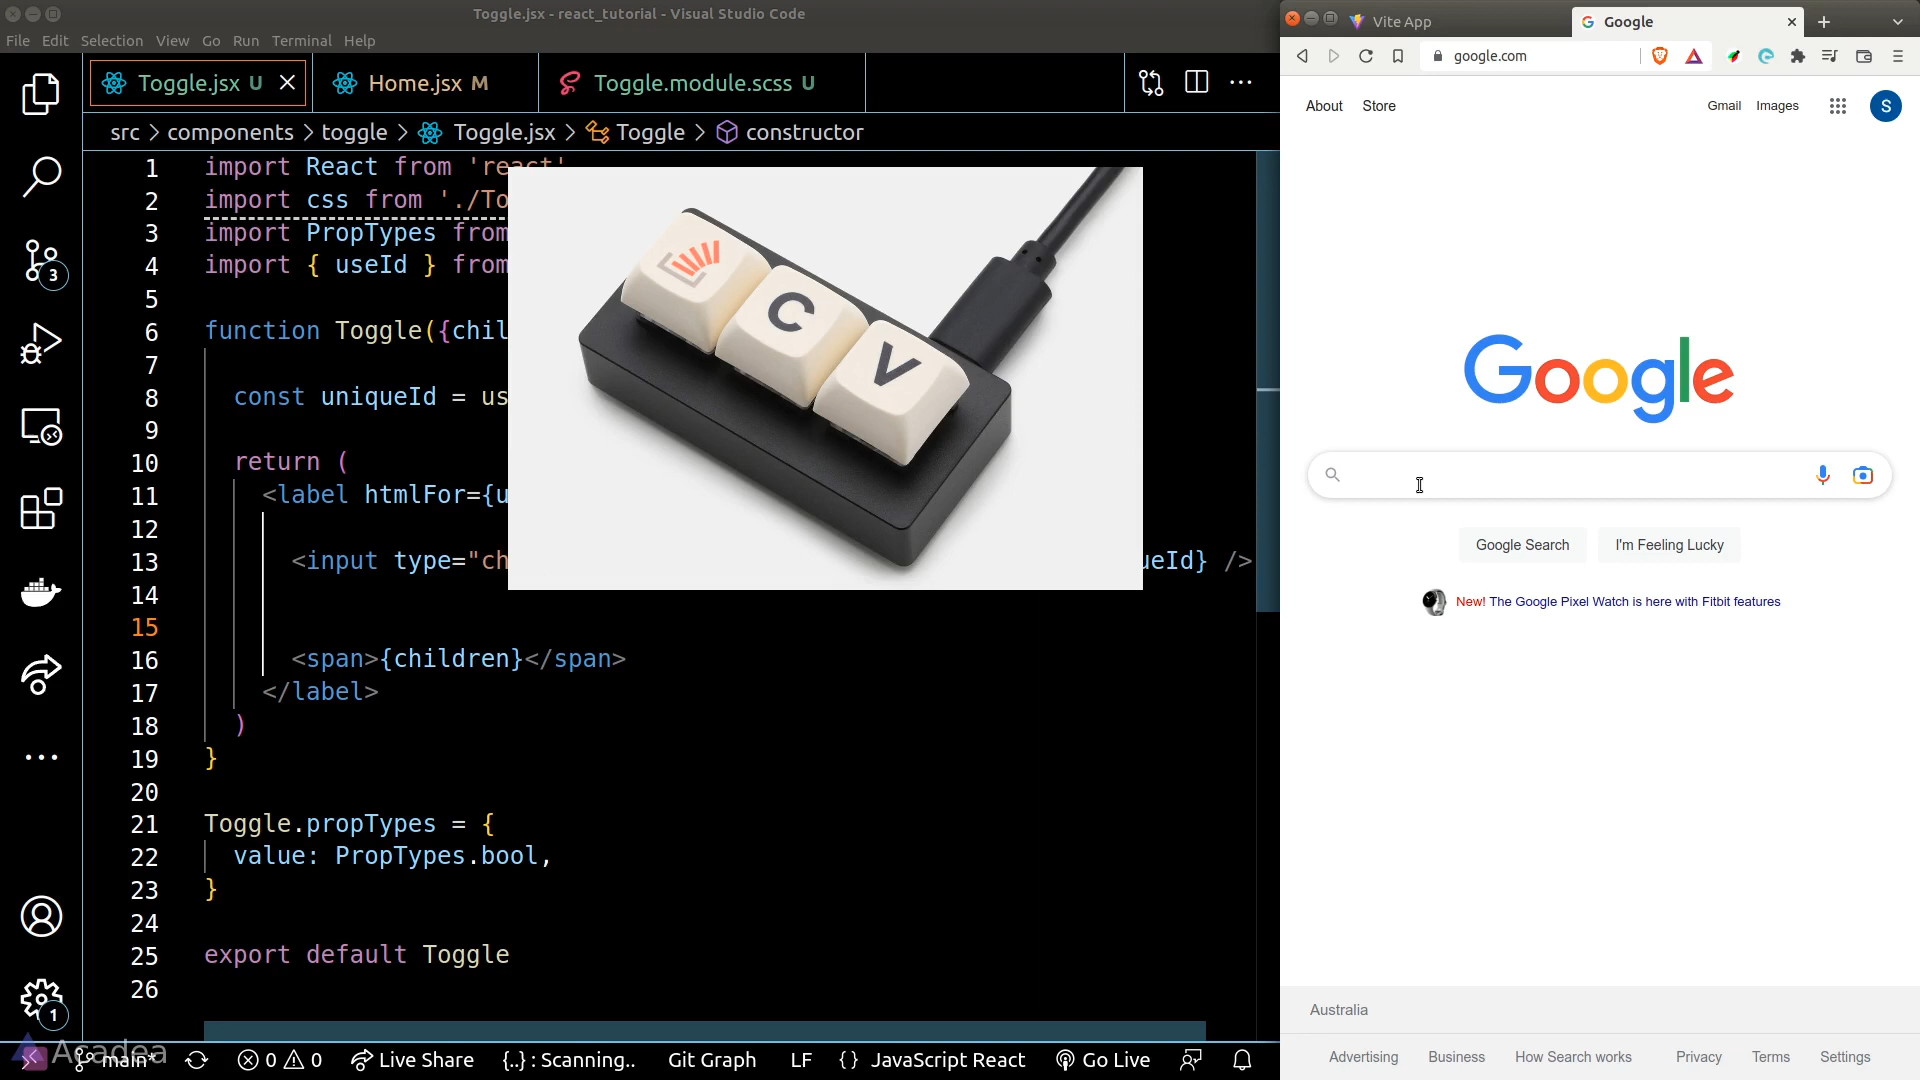 Toggle.jsx - react_tutorial - Visual Studio Code
File Edit Selection View Go Run Terminal Help
Toggle.jsx U
Home.jsx M
Toggle.module.scss U
src > components > toggle > Toggle.jsx > Toggle > constructor
1 import React from 'react'
2 import css from './To
3 import PropTypes from
4 import { useId } from
5
6 function Toggle({chil
7
8 const uniqueId = us
9
10 return (
11 <label htmlFor={u
12
13 <input type="ch ueId} />
14
15
16 <span>{children}</span>
17 </label>
18 )
19 }
20
21 Toggle.propTypes = {
22 value: PropTypes.bool,
23 }
24
25 export default Toggle
26
C
V
3
1
Acadea
main*
0 0
Live Share
{..} : Scanning..
Git Graph
LF
{} JavaScript React
Go Live
Vite App
Google
google.com
About Store
Gmail Images
S
Google
Google Search
I'm Feeling Lucky
New! The Google Pixel Watch is here with Fitbit features
Australia
Advertising Business How Search works Privacy Terms Settings